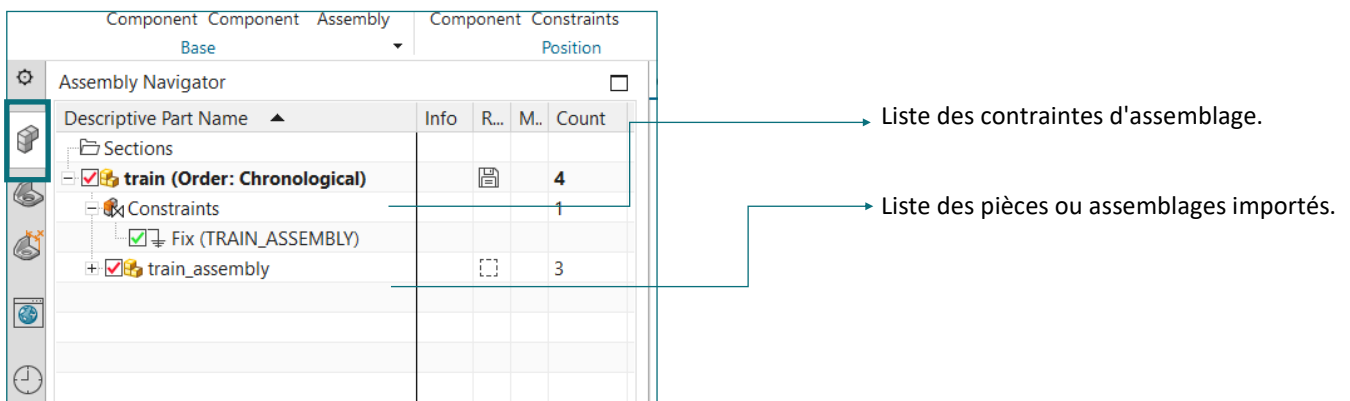 Component Component Assembly Component Constraints
Base Position
Assembly Navigator
Descriptive Part Name Info R... M.. Count
Liste des contraintes d'assemblage.
Sections
train (Order: Chronological) 4
Constraints 1
Liste des pièces ou assemblages importés.
Fix (TRAIN_ASSEMBLY)
train_assembly 3